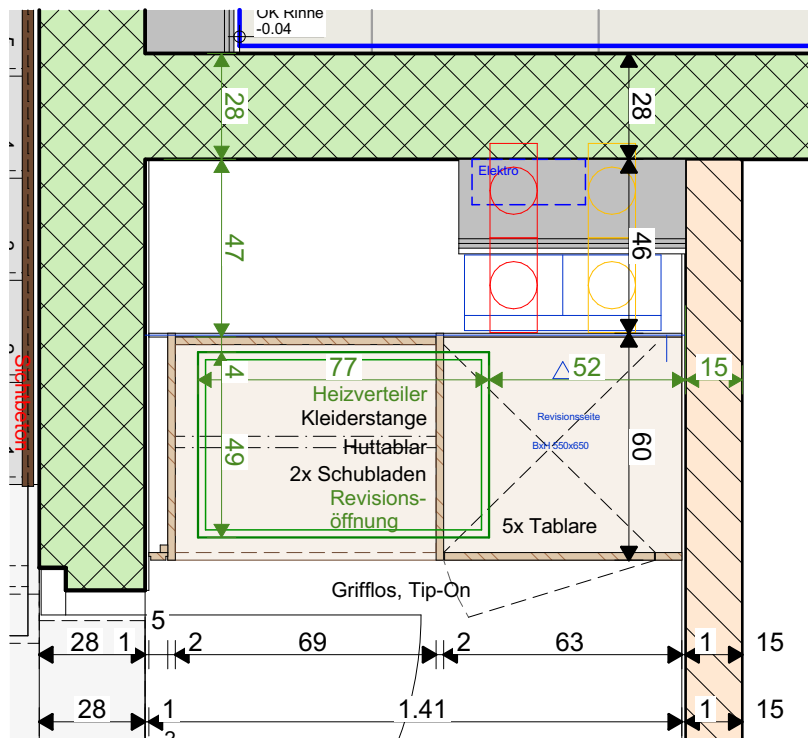 OK Rinne
-0.04
28
28
Elektro
47
46
Sichtbeton
77
52
15
4
Heizverteiler
Kleiderstange
Revisionsseite
Huttablar
BxH 550x650
60
49
2x Schubladen
Revisions-
öffnung
5x Tablare
Grifflos, Tip-On
5
28 1 2 69 2 63 1 15
28 1 1.41 1 15